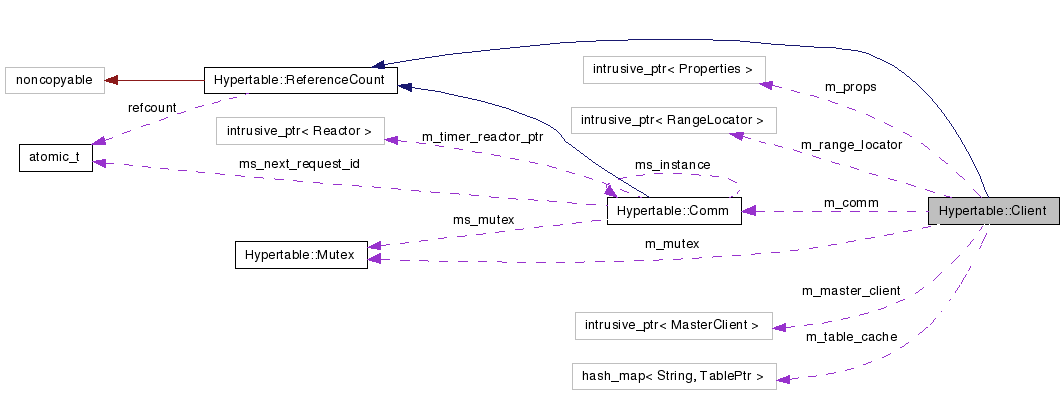 intrusive_ptr< Properties >
noncopyable
Hypertable::ReferenceCount
m_props
refcount
intrusive_ptr< RangeLocator >
intrusive_ptr< Reactor >
m_timer_reactor_ptr
m_range_locator
atomic_t
ms_next_request_id
ms_instance
m_comm
Hypertable::Comm
Hypertable::Client
ms_mutex
m_mutex
Hypertable::Mutex
m_master_client
intrusive_ptr< MasterClient >
m_table_cache
hash_map< String, TablePtr >